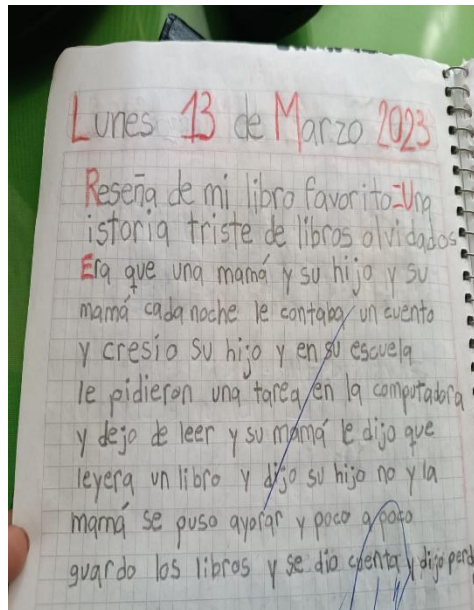 Lunes 13 de Marzo 2023
Reseña de mi libro favorito=Una
istoria triste de libros olvidados
Era que una mamá y su hijo y su
mamá cada noche le contaba un cuento
y cresio su hijo y en su escuela
le pidieron una tarea en la computadora
y dejo de leer y su mamá le dijo que
leyera un libro y dijo su hijo no y la
mamá se puso ayorar y poco a poco
guardo los libros y se dio cuenta y dijo perd